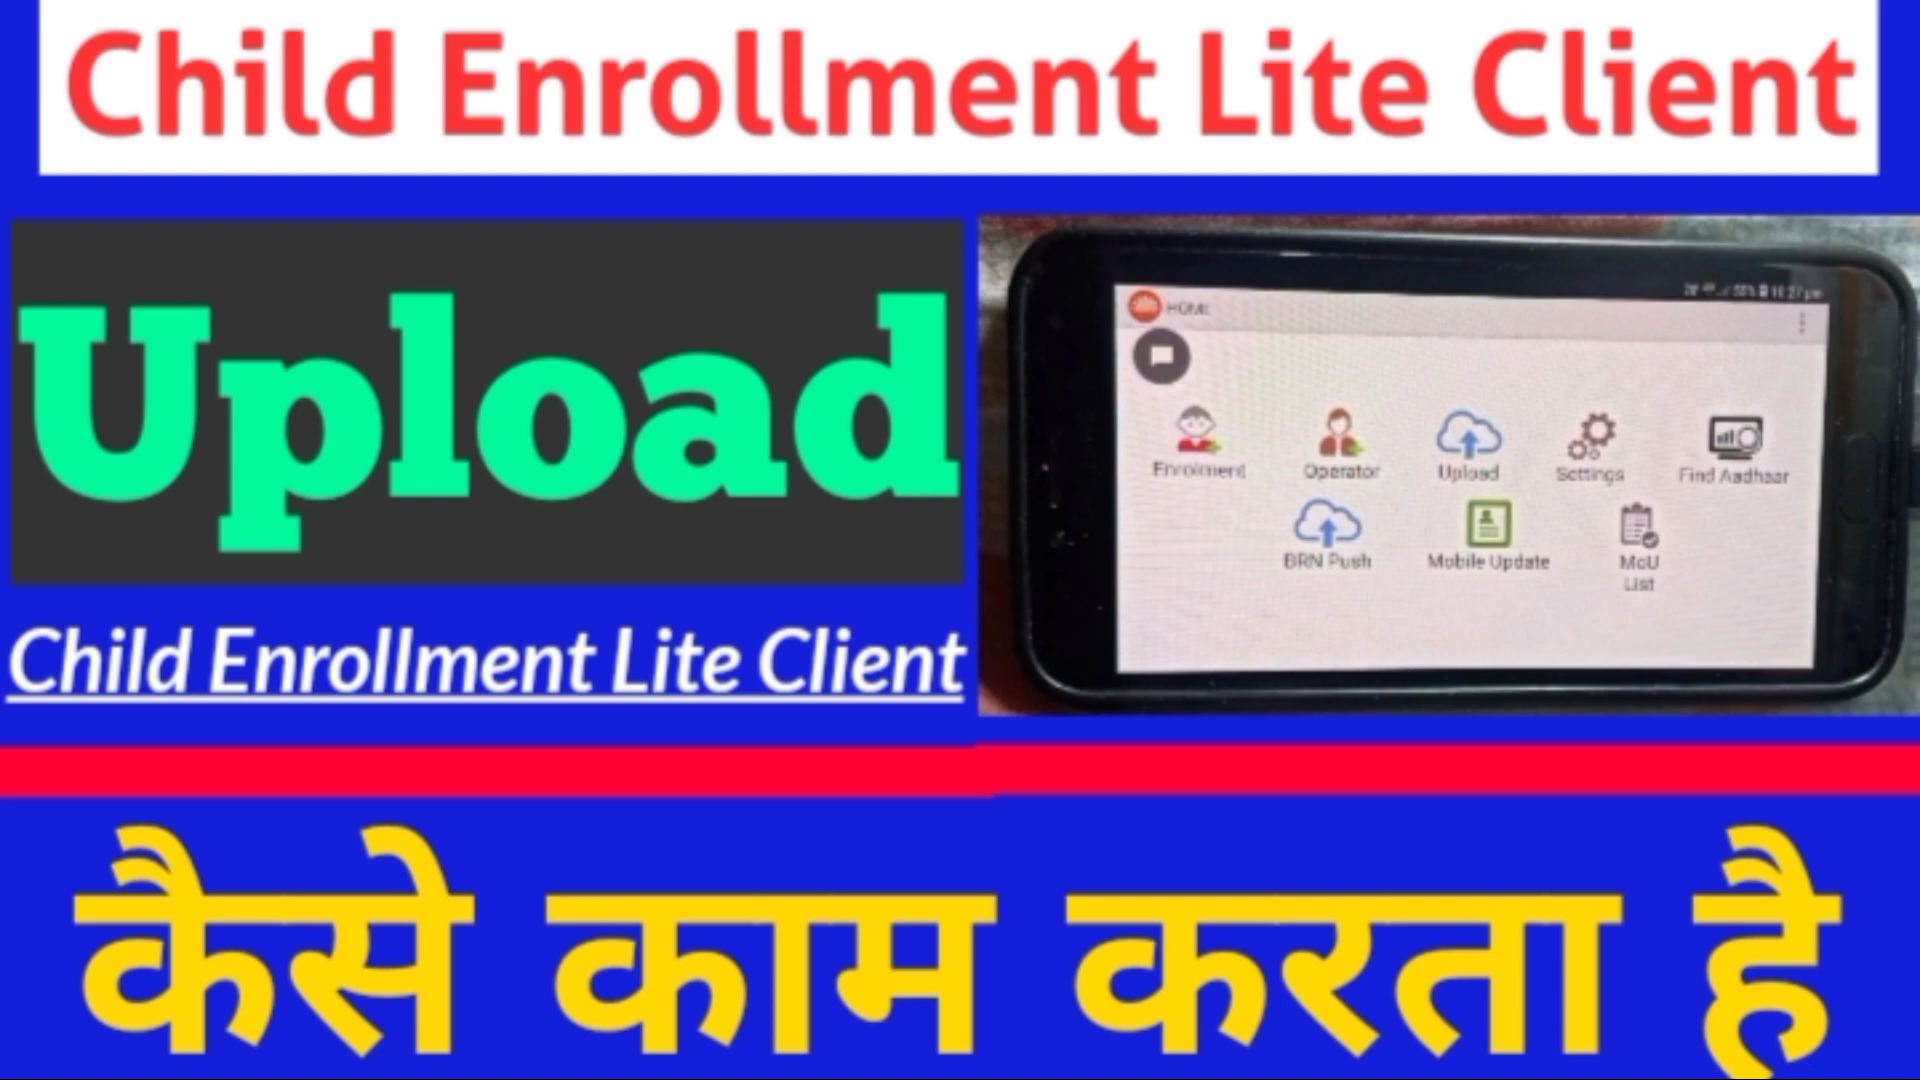 Child Enrollment Lite Client
Upload
Child Enrollment Lite Client
HOME
Enrolment Operator Upload Settings Find Aadhaar
BRN Push Mobile Update MoU List
कैसे काम करता है